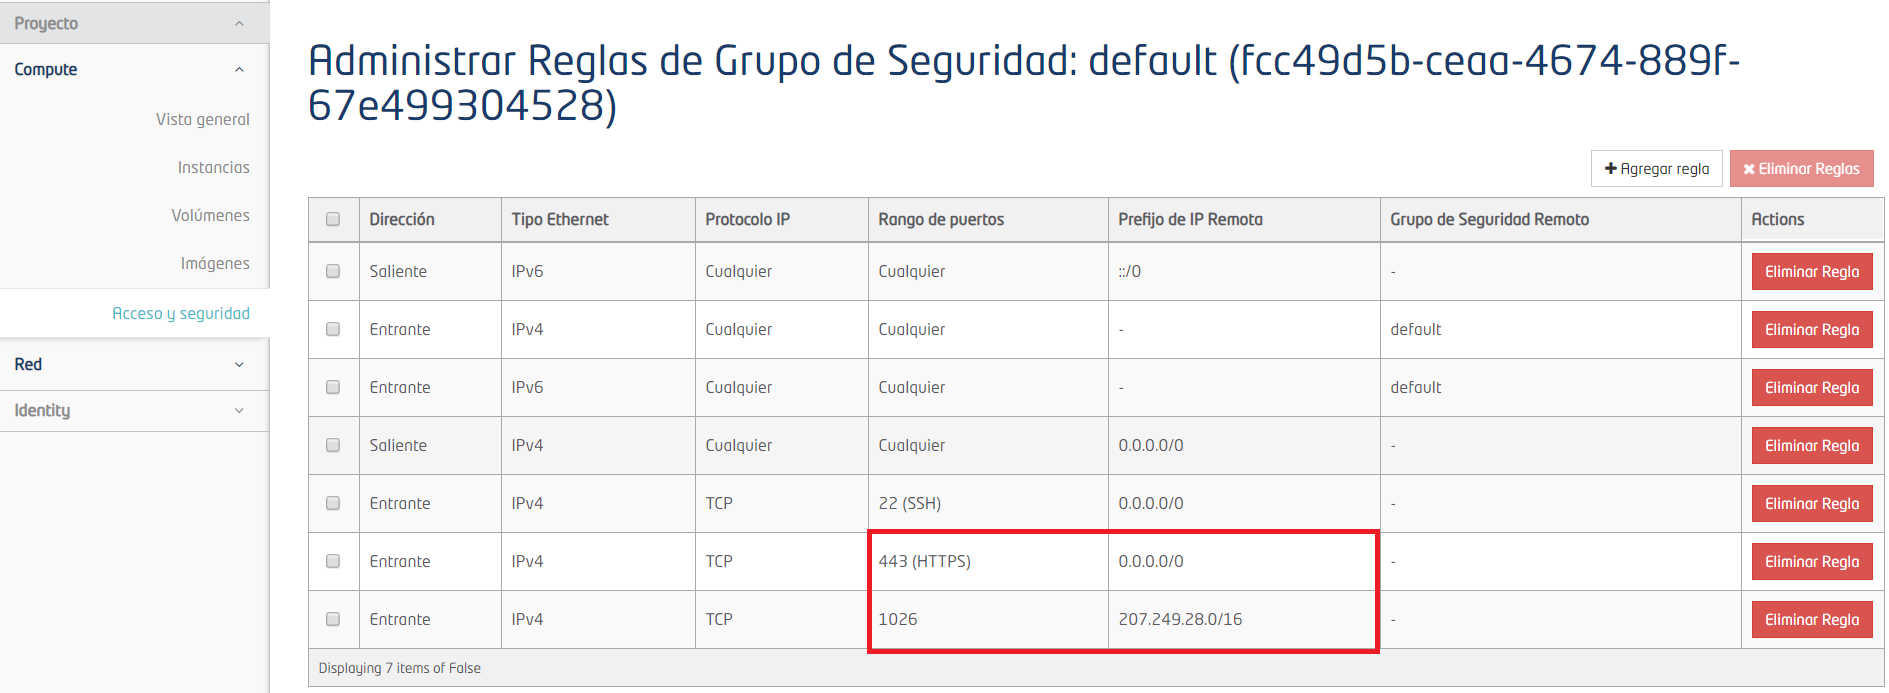 Proyecto
Compute
Vista general
Instancias
Volúmenes
Imágenes
Acceso y seguridad
Red
Identity
Administrar Reglas de Grupo de Seguridad: default (fcc49d5b-ceaa-4674-889f-
67e499304528)
Agregar regla Eliminar Reglas
Dirección Tipo Ethernet Protocolo IP Rango de puertos Prefijo de IP Remota Grupo de Seguridad Remoto Actions
Saliente IPv6 Cualquier Cualquier ::/0 - Eliminar Regla
Entrante IPv4 Cualquier Cualquier - default Eliminar Regla
Entrante IPv6 Cualquier Cualquier - default Eliminar Regla
Saliente IPv4 Cualquier Cualquier 0.0.0.0/0 - Eliminar Regla
Entrante IPv4 TCP 22 (SSH) 0.0.0.0/0 - Eliminar Regla
Entrante IPv4 TCP 443 (HTTPS) 0.0.0.0/0 - Eliminar Regla
Entrante IPv4 TCP 1026 207.249.28.0/16 - Eliminar Regla
Displaying 7 items of False